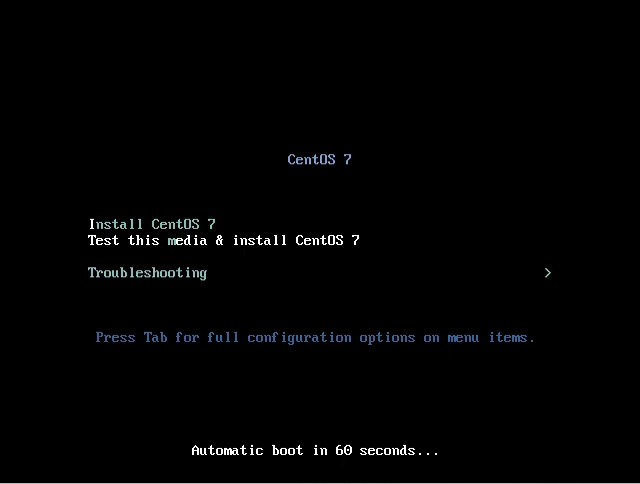 CentOS 7
Install CentOS 7
Test this media & install CentOS 7
Troubleshooting >
Press Tab for full configuration options on menu items.
Automatic boot in 60 seconds...